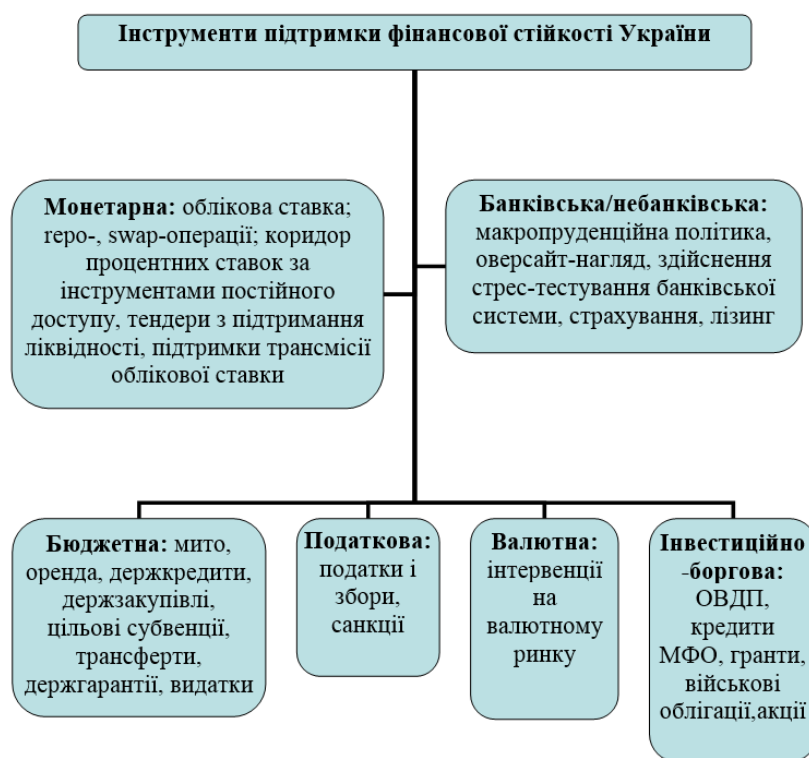 Інструменти підтримки фінансової стійкості України
Монетарна: облікова ставка;
repo-, swap-операції; коридор
процентних ставок за
інструментами постійного
доступу, тендери з підтримання
ліквідності, підтримки трансмісії
облікової ставки
Банківська/небанківська:
макропруденційна політика,
оверсайт-нагляд, здійснення
стрес-тестування банківської
системи, страхування, лізинг
Бюджетна: мито,
оренда, держкредити,
держзакупівлі,
цільові субвенції,
трансферти,
держгарантії, видатки
Податкова:
податки і
збори,
санкції
Валютна:
інтервенції
на
валютному
ринку
Інвестиційно
-боргова:
ОВДП,
кредити
МФО, гранти,
військові
облігації,акції